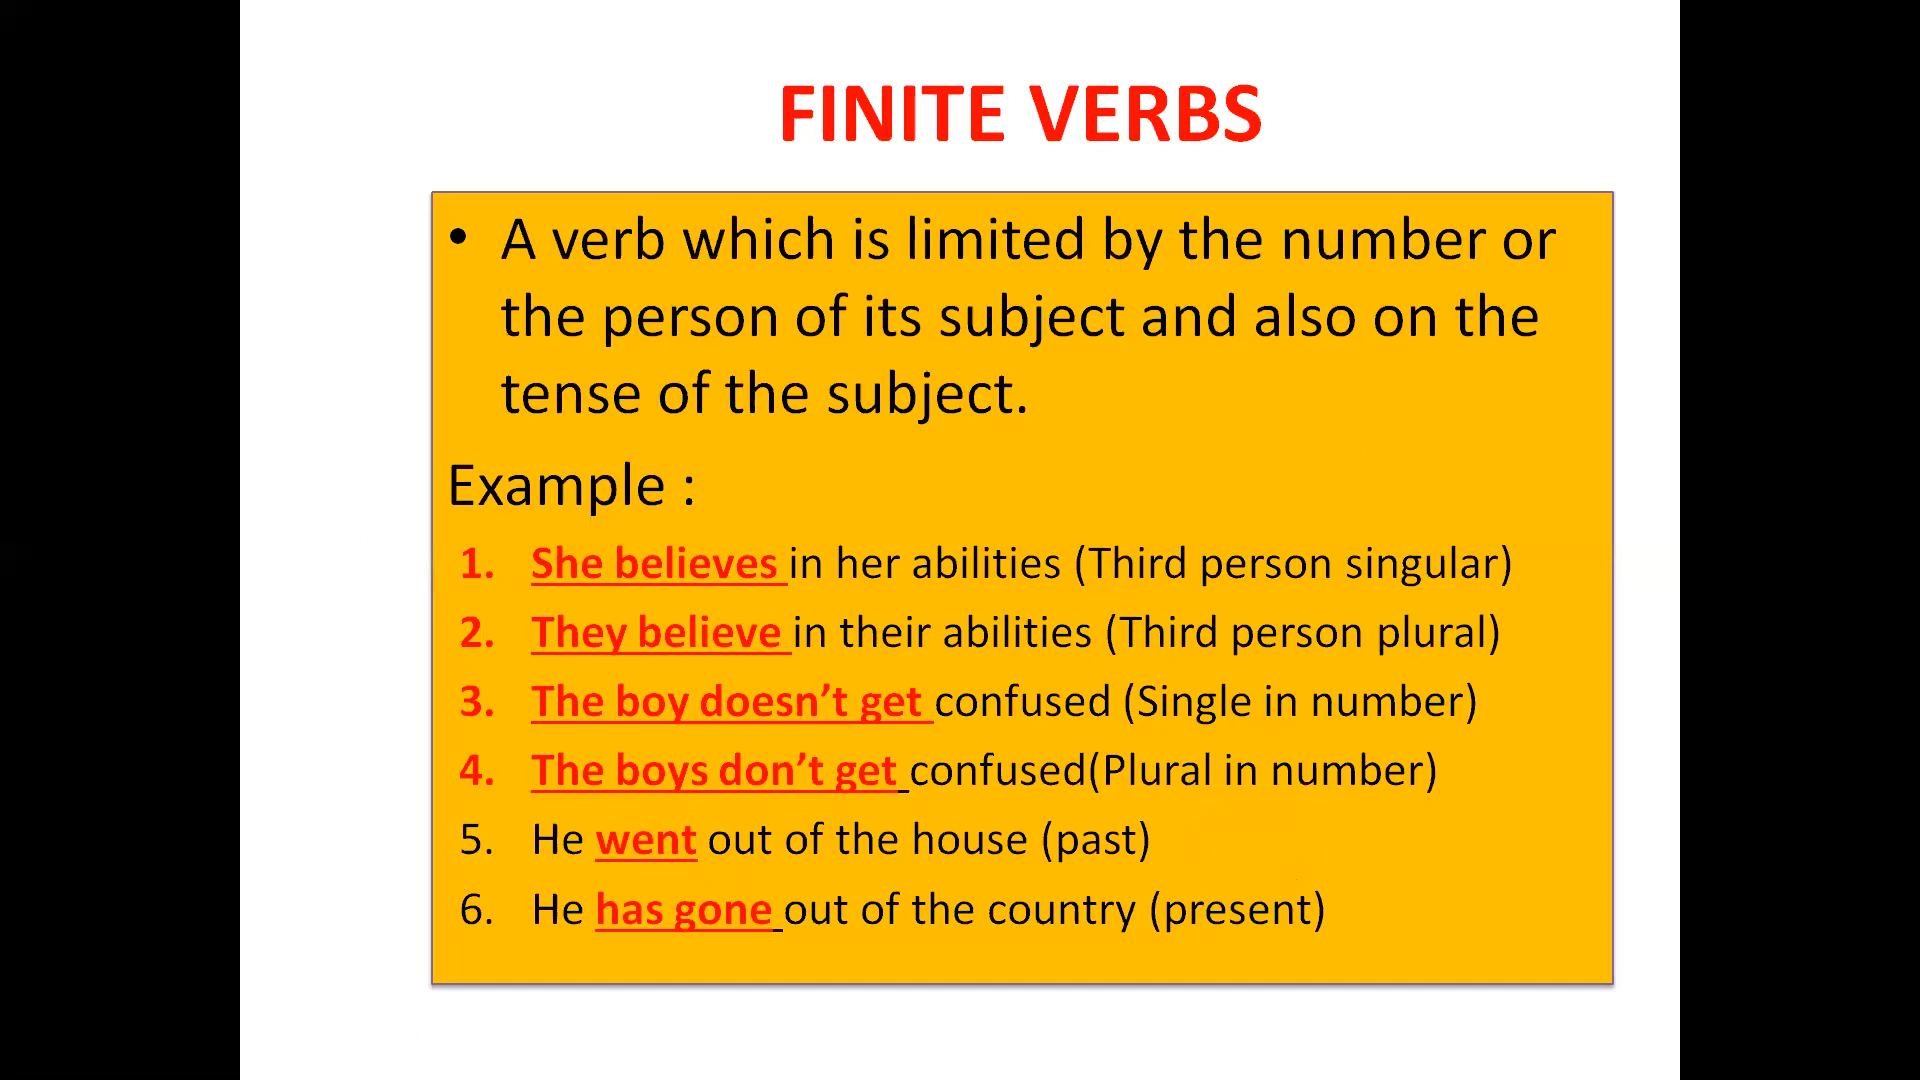 FINITE VERBS
• A verb which is limited by the number or
the person of its subject and also on the
tense of the subject.
Example :
1. She believes in her abilities (Third person singular)
2. They believe in their abilities (Third person plural)
3. The boy doesn’t get confused (Single in number)
4. The boys don’t get confused(Plural in number)
5. He went out of the house (past)
6. He has gone out of the country (present)